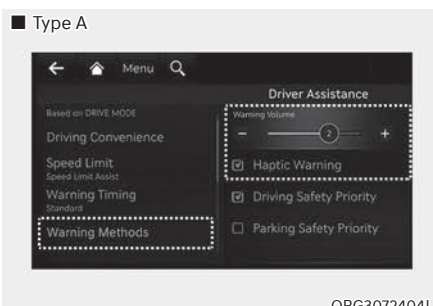 ■ Type A
Menu
Driver Assistance
Based on DRIVE MODE
Driving Convenience
Speed Limit
Speed Limit Assist
Warning Timing
Standard
Warning Methods
Warning Volume
- 2 +
Haptic Warning
Driving Safety Priority
Parking Safety Priority